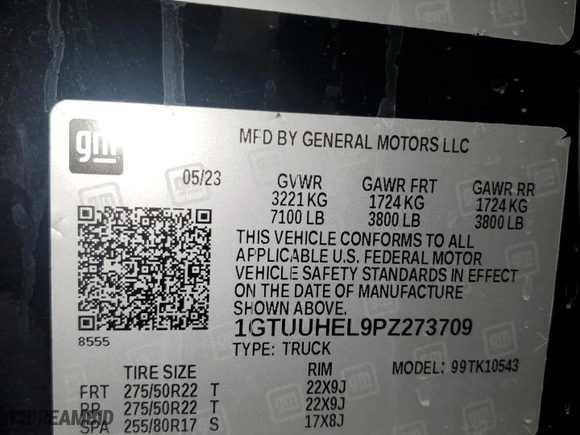 gm
MFD BY GENERAL MOTORS LLC
05/23 GVWR GAWR FRT GAWR RR
3221 KG 1724 KG 1724 KG
7100 LB 3800 LB 3800 LB
THIS VEHICLE CONFORMS TO ALL
APPLICABLE U.S. FEDERAL MOTOR
VEHICLE SAFETY STANDARDS IN EFFECT
ON THE DATE OF MANUFACTURE
SHOWN ABOVE.
8555
1GTUUHEL9PZ273709
TYPE: TRUCK MODEL: 99TK10543
TIRE SIZE RIM
FRT 275/50R22 T 22X9J
RR 275/50R22 T 22X9J
SPA 255/80R17 S 17X8J
DREAMBID